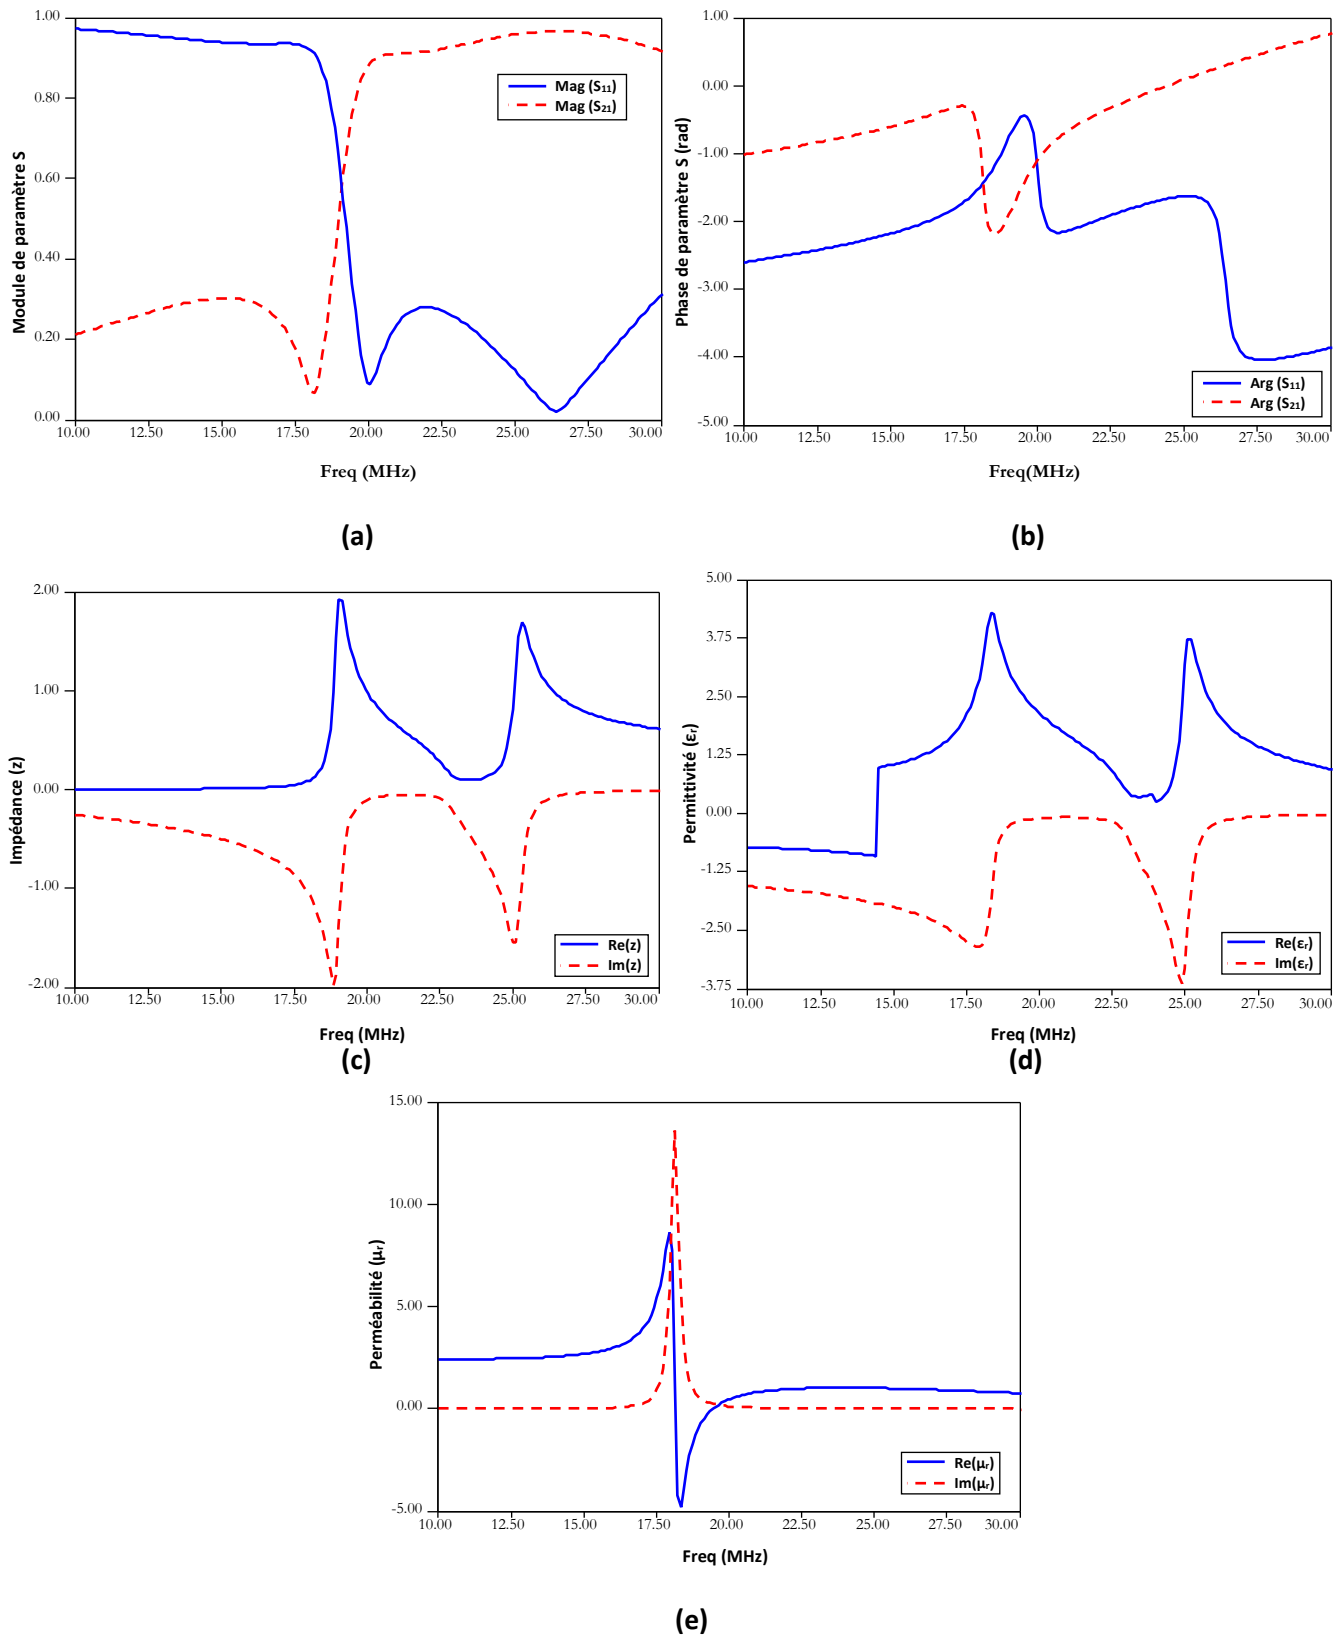 1.00
0.80
0.60
0.40
0.20
0.00
Module de paramètre S
Mag (S₁₁)
Mag (S₂₁)
10.00 12.50 15.00 17.50 20.00 22.50 25.00 27.50 30.00
Freq (MHz)
(a)
1.00
0.00
-1.00
-2.00
-3.00
-4.00
-5.00
Phase de paramètre S (rad)
Arg (S₁₁)
Arg (S₂₁)
10.00 12.50 15.00 17.50 20.00 22.50 25.00 27.50 30.00
Freq(MHz)
(b)
2.00
1.00
0.00
-1.00
-2.00
Impédance (z)
Re(z)
Im(z)
10.00 12.50 15.00 17.50 20.00 22.50 25.00 27.50 30.00
Freq (MHz)
(c)
5.00
3.75
2.50
1.25
0.00
-1.25
-2.50
-3.75
Permittivité (εᵣ)
Re(εᵣ)
Im(εᵣ)
10.00 12.50 15.00 17.50 20.00 22.50 25.00 27.50 30.00
Freq (MHz)
(d)
15.00
10.00
5.00
0.00
-5.00
Perméabilité (μᵣ)
Re(μᵣ)
Im(μᵣ)
10.00 12.50 15.00 17.50 20.00 22.50 25.00 27.50 30.00
Freq (MHz)
(e)